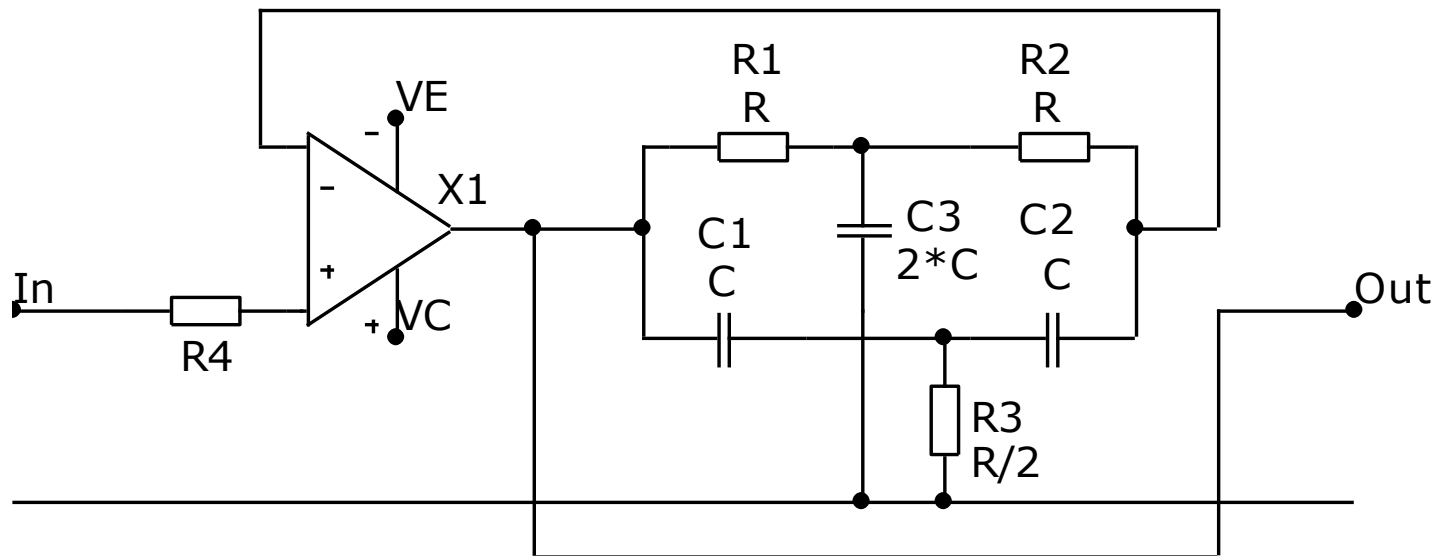 R1
R
R2
R
VE
-
-
X1
C1
C
C3
2*C
C2
C
+
In
VC
+
Out
R4
R3
R/2